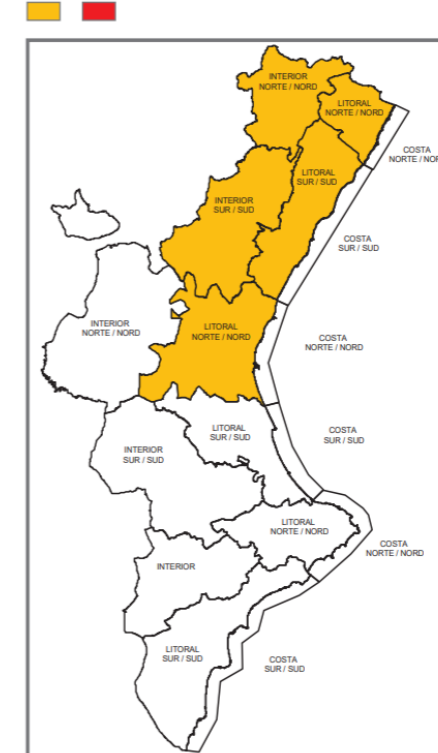 INTERIOR
NORTE / NORD
LITORAL
NORTE / NORD
COSTA
NORTE / NOR
LITORAL
SUR / SUD
INTERIOR
SUR / SUD
COSTA
SUR / SUD
INTERIOR
NORTE / NORD
LITORAL
NORTE / NORD
COSTA
NORTE / NORD
LITORAL
SUR / SUD
COSTA
SUR / SUD
INTERIOR
SUR / SUD
LITORAL
NORTE / NORD
COSTA
NORTE / NORD
INTERIOR
LITORAL
SUR / SUD
COSTA
SUR / SUD